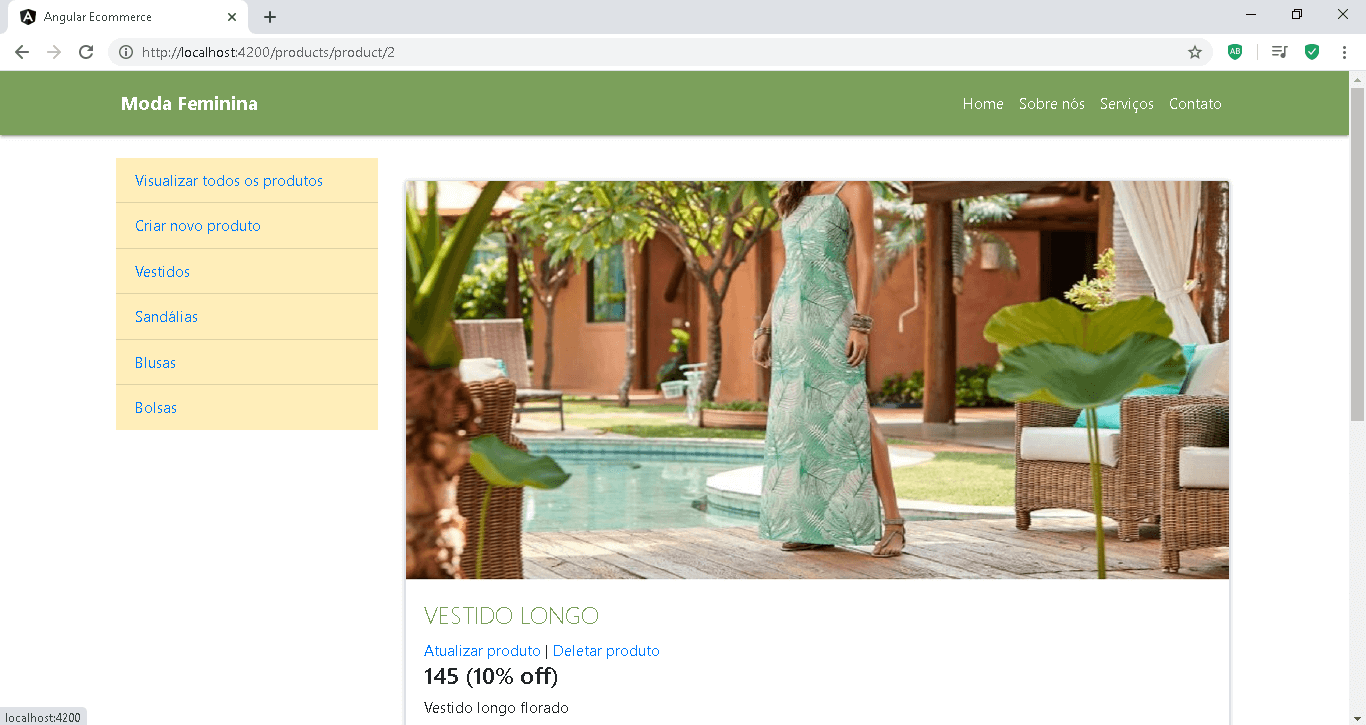 Angular Ecommerce
http://localhost:4200/products/product/2
AB
Moda Feminina
Home Sobre nós Serviços Contato
Visualizar todos os produtos
Criar novo produto
Vestidos
Sandálias
Blusas
Bolsas
VESTIDO LONGO
Atualizar produto | Deletar produto
145 (10% off)
Vestido longo florado
localhost:4200